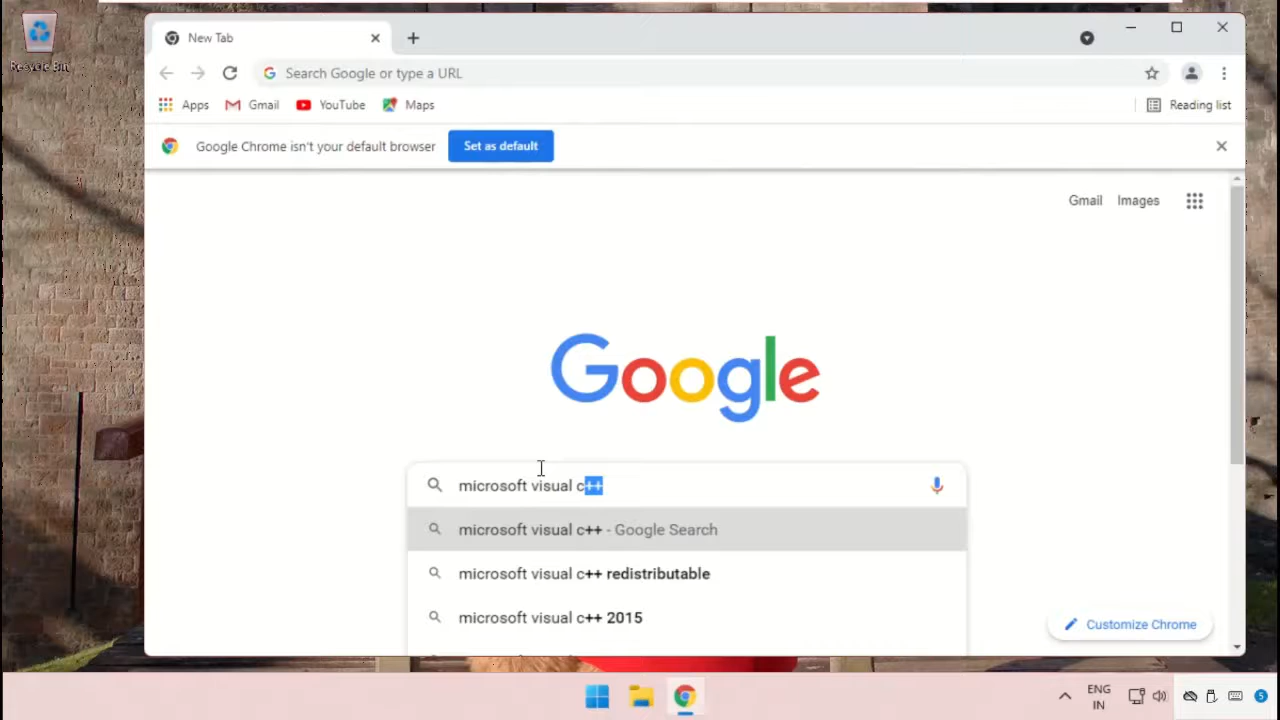 Recycle Bin
New Tab
Search Google or type a URL
Apps
Gmail
YouTube
Maps
Reading list
Google Chrome isn't your default browser
Set as default
Gmail
Images
Google
microsoft visual c++
microsoft visual c++ - Google Search
microsoft visual c++ redistributable
microsoft visual c++ 2015
Customize Chrome
ENG
IN
5